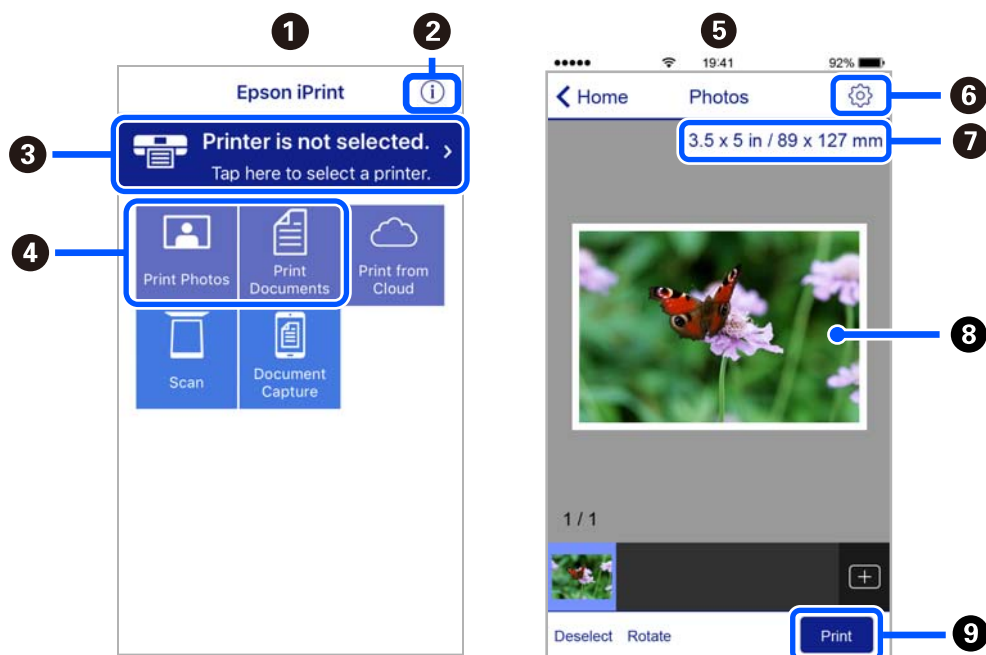 1
2
Epson iPrint
i
3
Printer is not selected.
Tap here to select a printer.
4
Print Photos
Print
Documents
Print from
Cloud
Scan
Document
Capture
5
19:41
92%
Home
Photos
6
3.5 x 5 in / 89 x 127 mm
7
8
1 / 1
Deselect
Rotate
Print
9